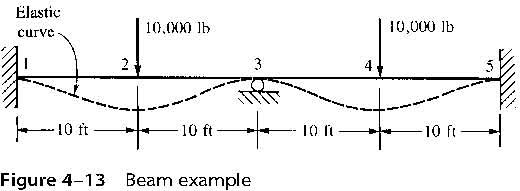 Elastic
curve
10,000 lb
10,000 lb
1
2
3
4
5
10 ft
10 ft
10 ft
10 ft
Figure 4–13 Beam example